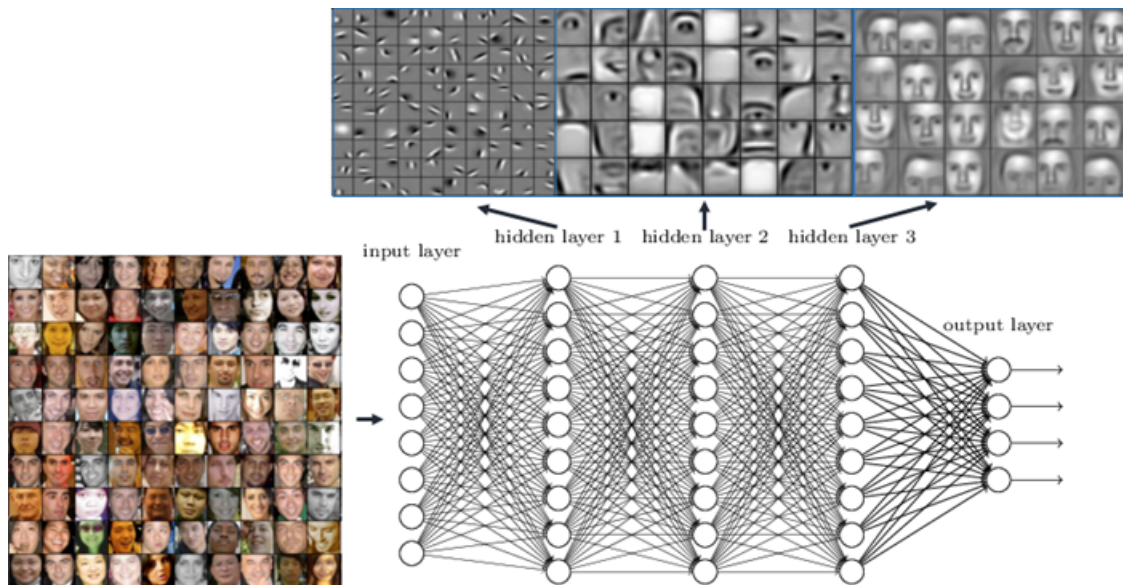 input layer
hidden layer 1
hidden layer 2
hidden layer 3
output layer